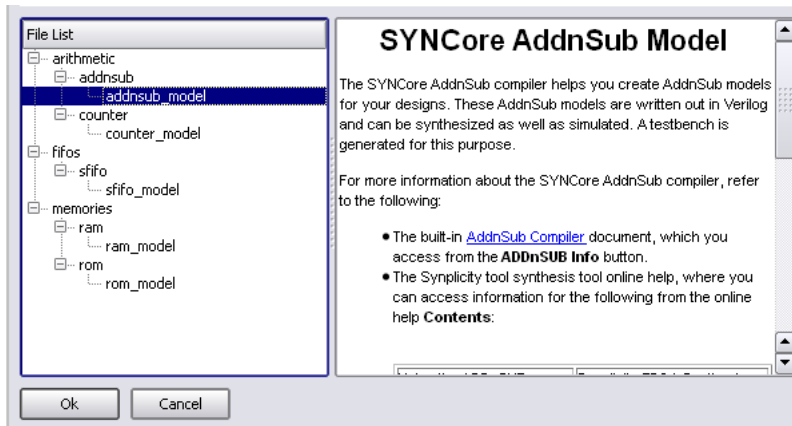 File List
arithmetic
addnsub
addnsub_model
counter
counter_model
fifos
sfifo
sfifo_model
memories
ram
ram_model
rom
rom_model
SYNCore AddnSub Model
The SYNCore AddnSub compiler helps you create AddnSub models
for your designs. These AddnSub models are written out in Verilog
and can be synthesized as well as simulated. A testbench is
generated for this purpose.
For more information about the SYNCore AddnSub compiler, refer
to the following:
The built-in AddnSub Compiler document, which you
access from the ADDnSUB Info button.
The Synplicity tool synthesis tool online help, where you
can access information for the following from the online
help Contents:
Ok
Cancel